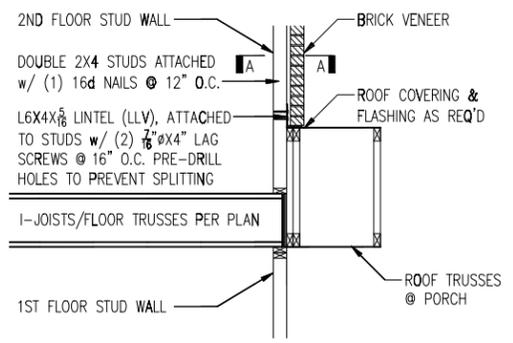 2ND FLOOR STUD WALL
BRICK VENEER
DOUBLE 2X4 STUDS ATTACHED
w/ (1) 16d NAILS @ 12" O.C.
A
A
ROOF COVERING &
FLASHING AS REQ'D
L6X4X5/16 LINTEL (LLV), ATTACHED
TO STUDS w/ (2) 7/16"øX4" LAG
SCREWS @ 16" O.C. PRE-DRILL
HOLES TO PREVENT SPLITTING
I-JOISTS/FLOOR TRUSSES PER PLAN
ROOF TRUSSES
@ PORCH
1ST FLOOR STUD WALL